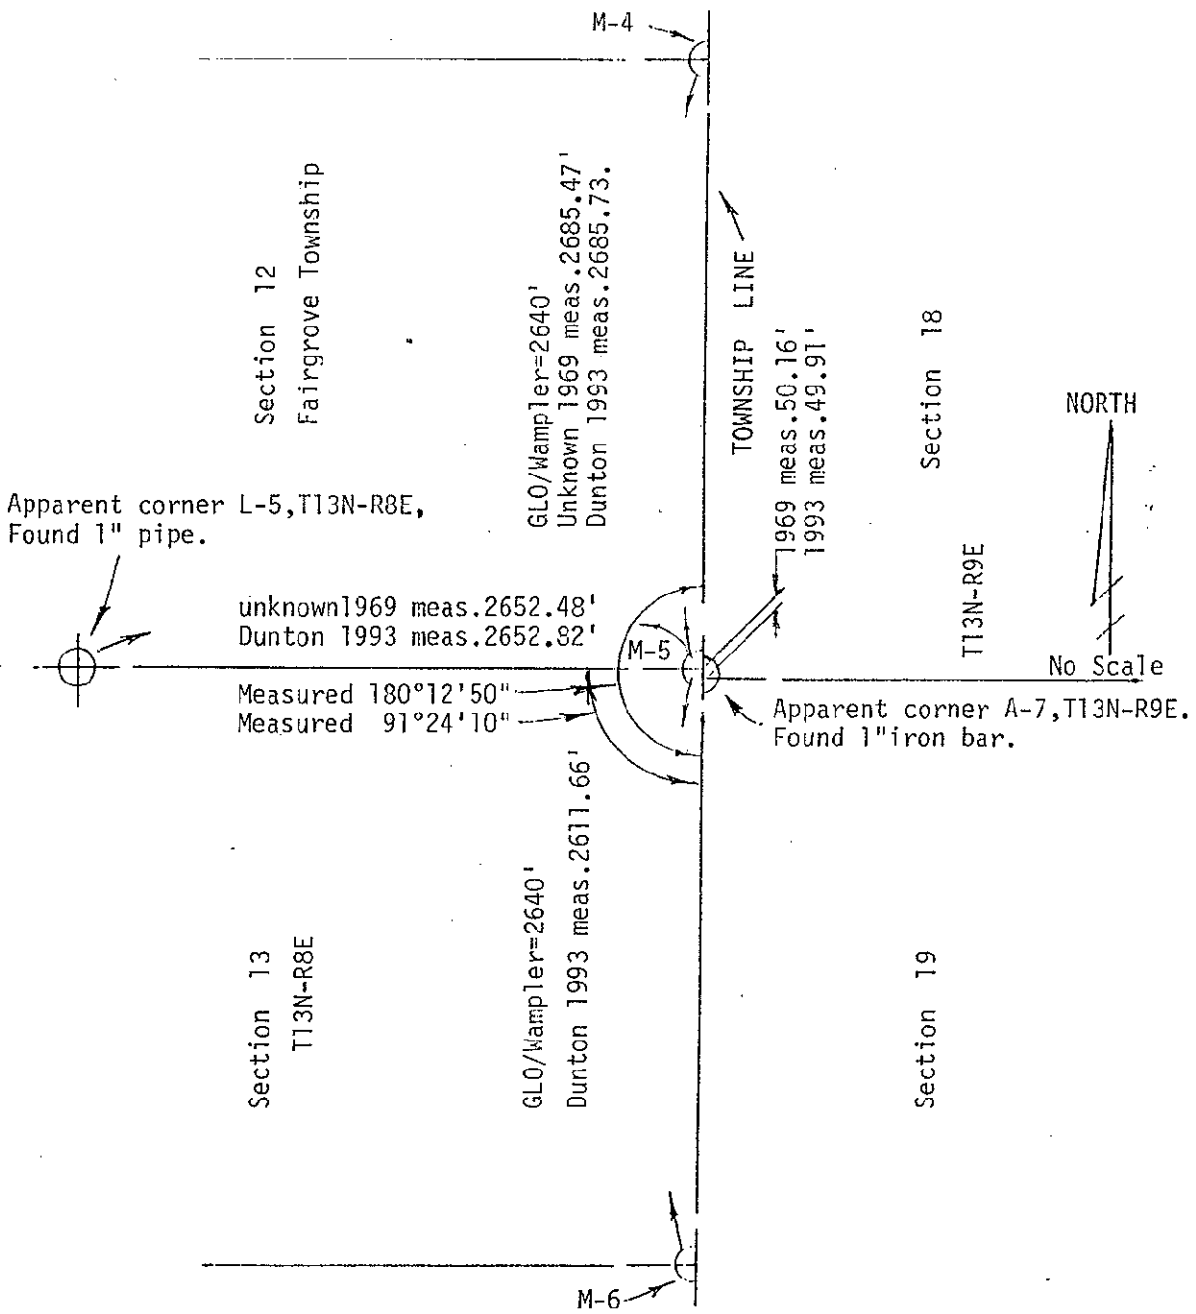 M-4
Section 12
Fairgrove Township
GLO/Wampler=2640'
Unknown 1969 meas.2685.47'
Dunton 1993 meas.2685.73.
TOWNSHIP LINE
1969 meas.50.16'
1993 meas.49.91'
Section 18
NORTH
Apparent corner L-5,T13N-R8E,
Found 1" pipe.
unknown1969 meas.2652.48'
Dunton 1993 meas.2652.82'
M-5
T13N-R9E
No Scale
Measured 180°12'50"
Measured 91°24'10"
Apparent corner A-7,T13N-R9E.
Found 1"iron bar.
Section 13
T13N-R8E
GLO/Wampler=2640'
Dunton 1993 meas.2611.66'
Section 19
M-6